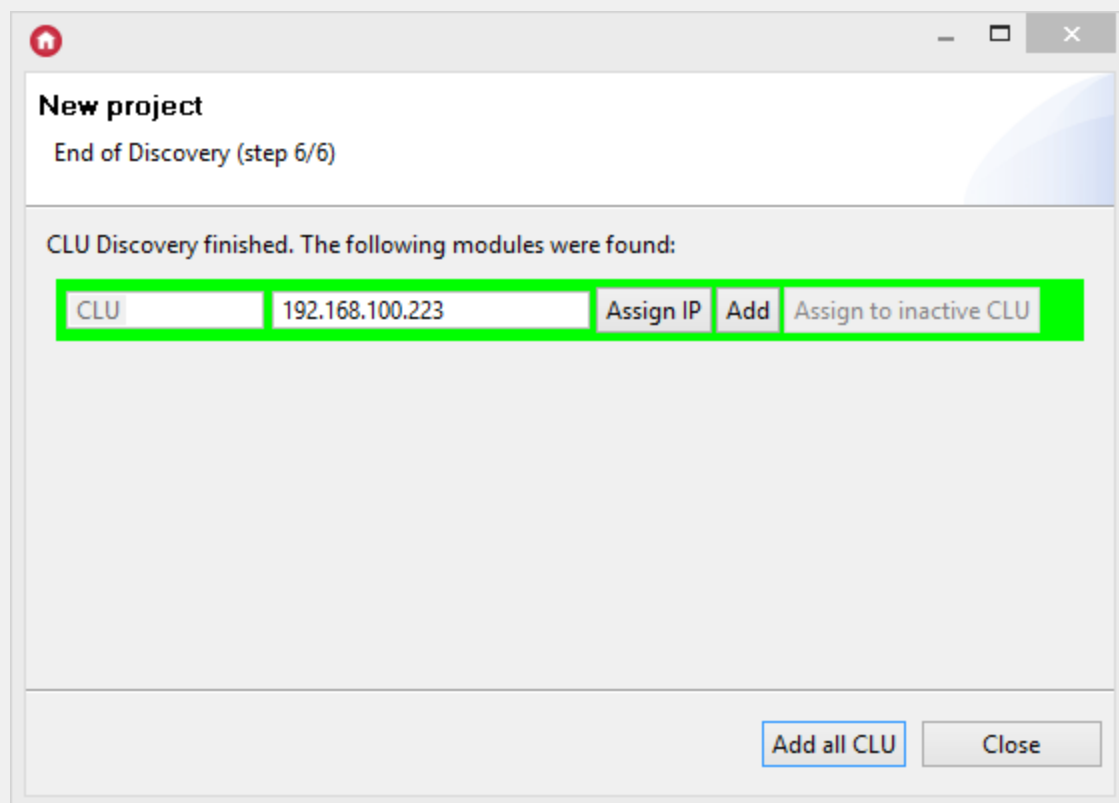 New project
End of Discovery (step 6/6)
CLU Discovery finished. The following modules were found:
CLU 192.168.100.223 Assign IP Add Assign to inactive CLU
Add all CLU Close